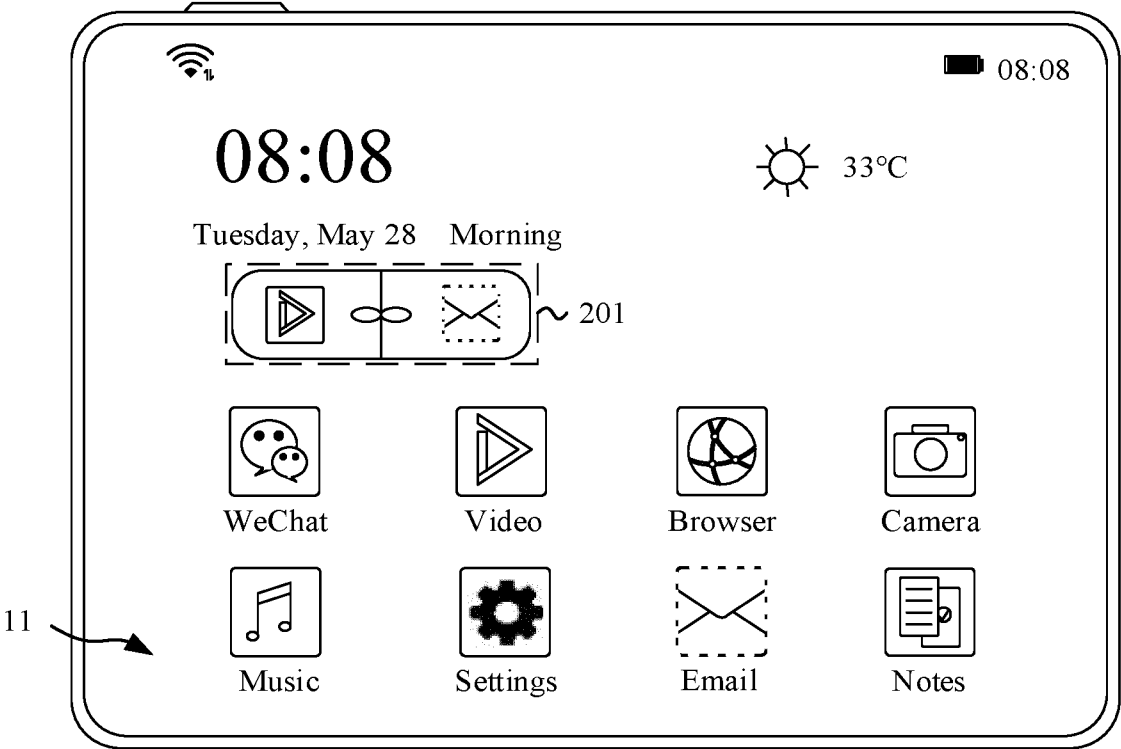 08:08
08:08
33℃
Tuesday, May 28 Morning
201
WeChat Video Browser Camera
11
Music Settings Email Notes